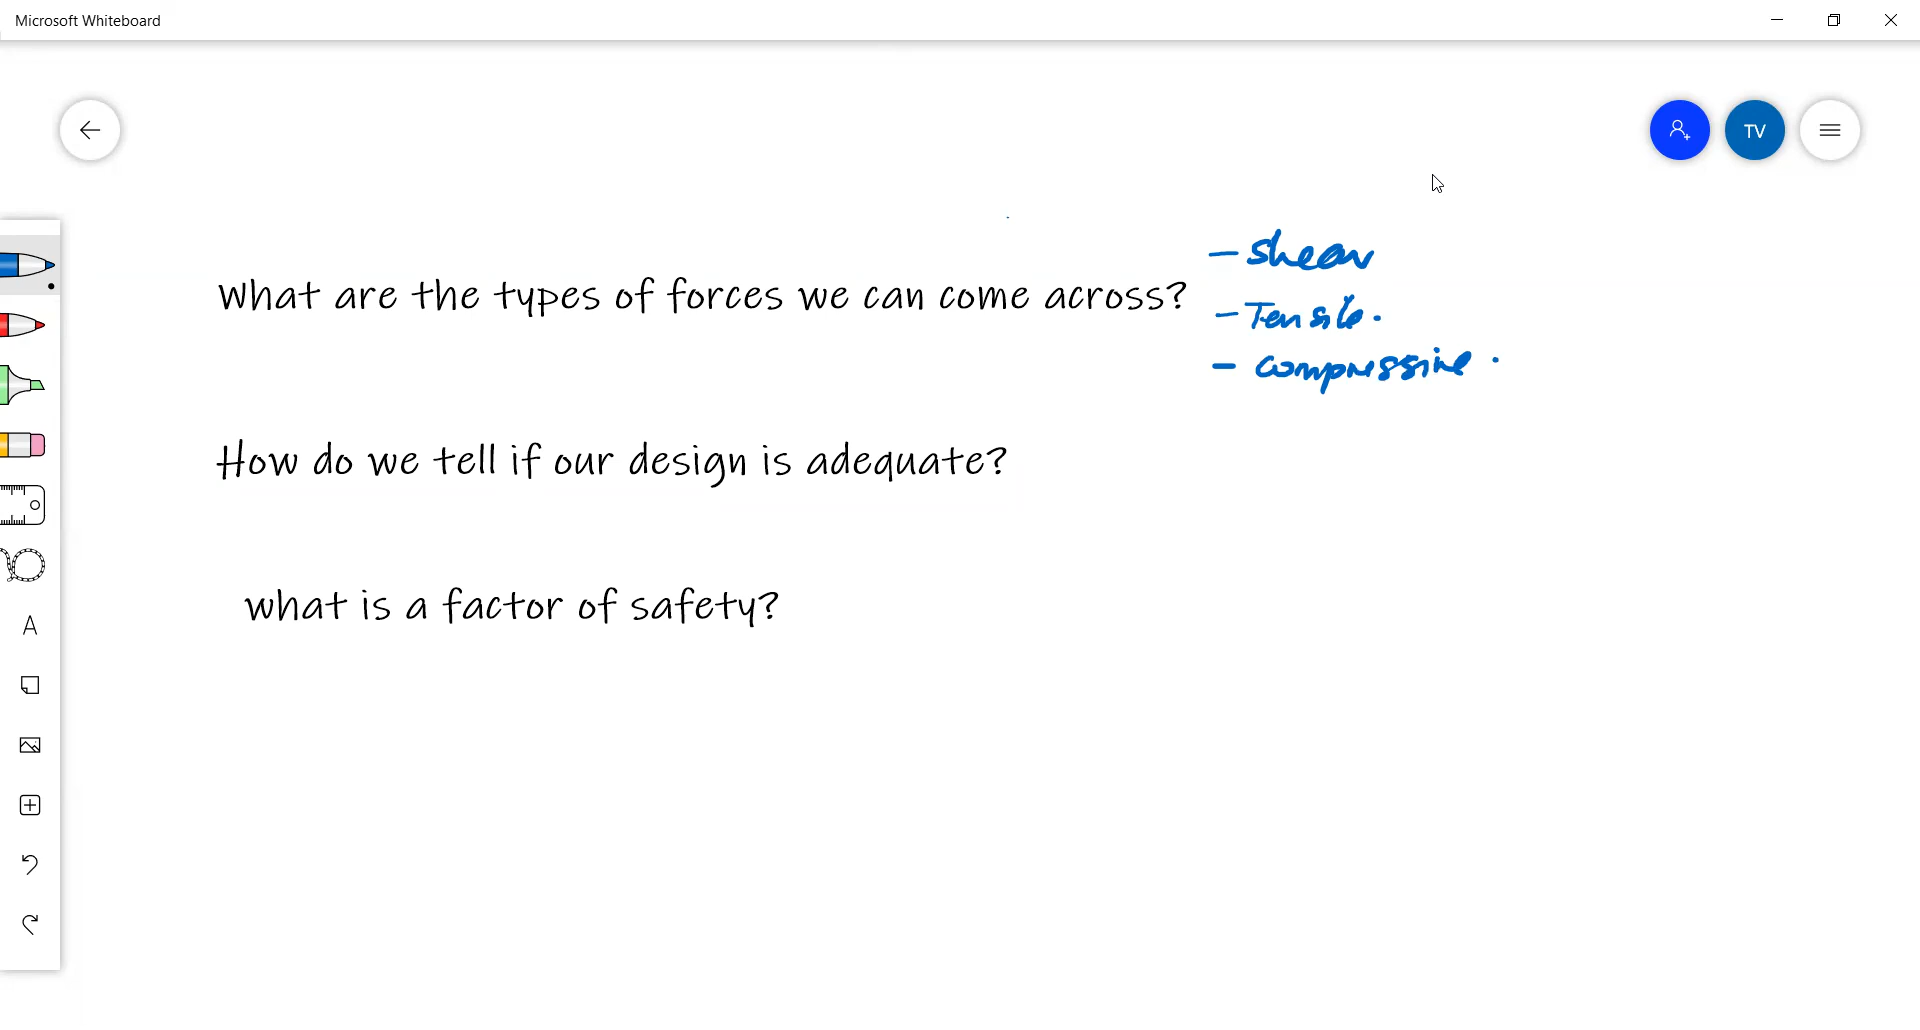 Microsoft Whiteboard
TV
- shear
What are the types of forces we can come across?
- Tensile.
- compressive.
How do we tell if our design is adequate?
what is a factor of safety?
A